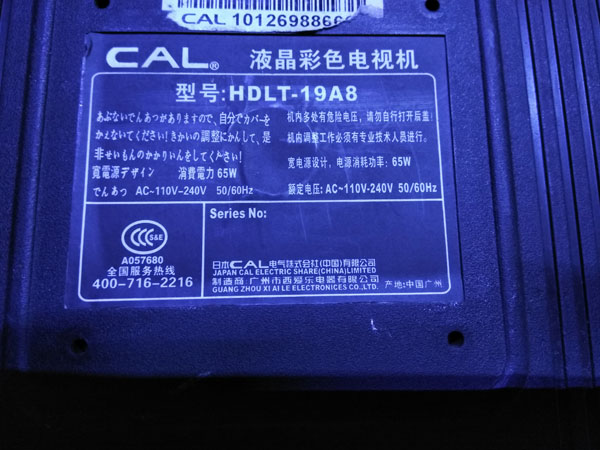 CAL 1012698866
CAL® 液晶彩色电视机
型号:HDLT-19A8
あぶないでんあつがありますので、自分でカバーを
かえないてください!きかいの調整にかんして、是
非せいもんのかかりいんをしてください!
寬電源デザイン 消費電力 65W
でんあつ AC~110V-240V 50/60Hz
机内多处有危险电压，请勿自行打开后盖!
机内调整工作必须有专业技术人员进行。
宽电源设计，电源消耗功率：65W
额定电压: AC~110V-240V 50/60Hz
CCC S&E
A057680
全国服务热线
400-716-2216
Series No:
日本CAL电气株式会社(中国)有限公司
JAPAN CAL ELECTRIC SHARE(CHINA)LIMITED
制造商:广州市西爱乐电器有限公司
GUANG ZHOU XI AI LE ELECTRONICES CO.,LTD.
产地:中国广州